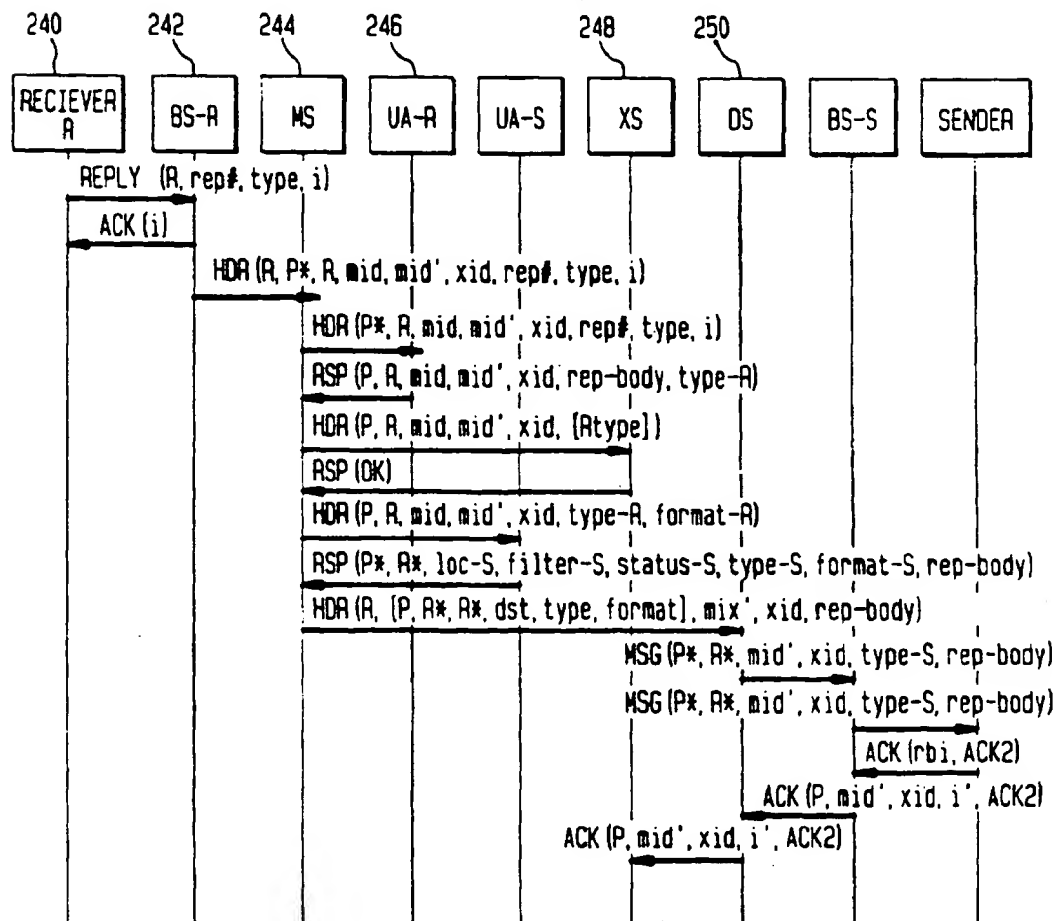 240 242 244 246 248 250
RECIEVER R BS-R MS UA-R UA-S XS DS BS-S SENDER
REPLY (R, rep#, type, i)
ACK (i)
HDR (R, P*, R, mid, mid', xid, rep#, type, i)
HDR (P*, R, mid, mid', xid, rep#, type, i)
RSP (P, R, mid, mid', xid, rep-body, type-R)
HDR (P, R, mid, mid', xid, [Rtype])
RSP (OK)
HDR (P, R, mid, mid', xid, type-R, format-R)
RSP (P*, R*, loc-S, filter-S, status-S, type-S, format-S, rep-body)
HDR (R, [P, R*, R*, dst, type, format], mix', xid, rep-body)
MSG (P*, R*, mid', xid, type-S, rep-body)
MSG (P*, R*, mid', xid, type-S, rep-body)
ACK (rbi, ACK2)
ACK (P, mid', xid, i', ACK2)
ACK (P, mid', xid, i', ACK2)